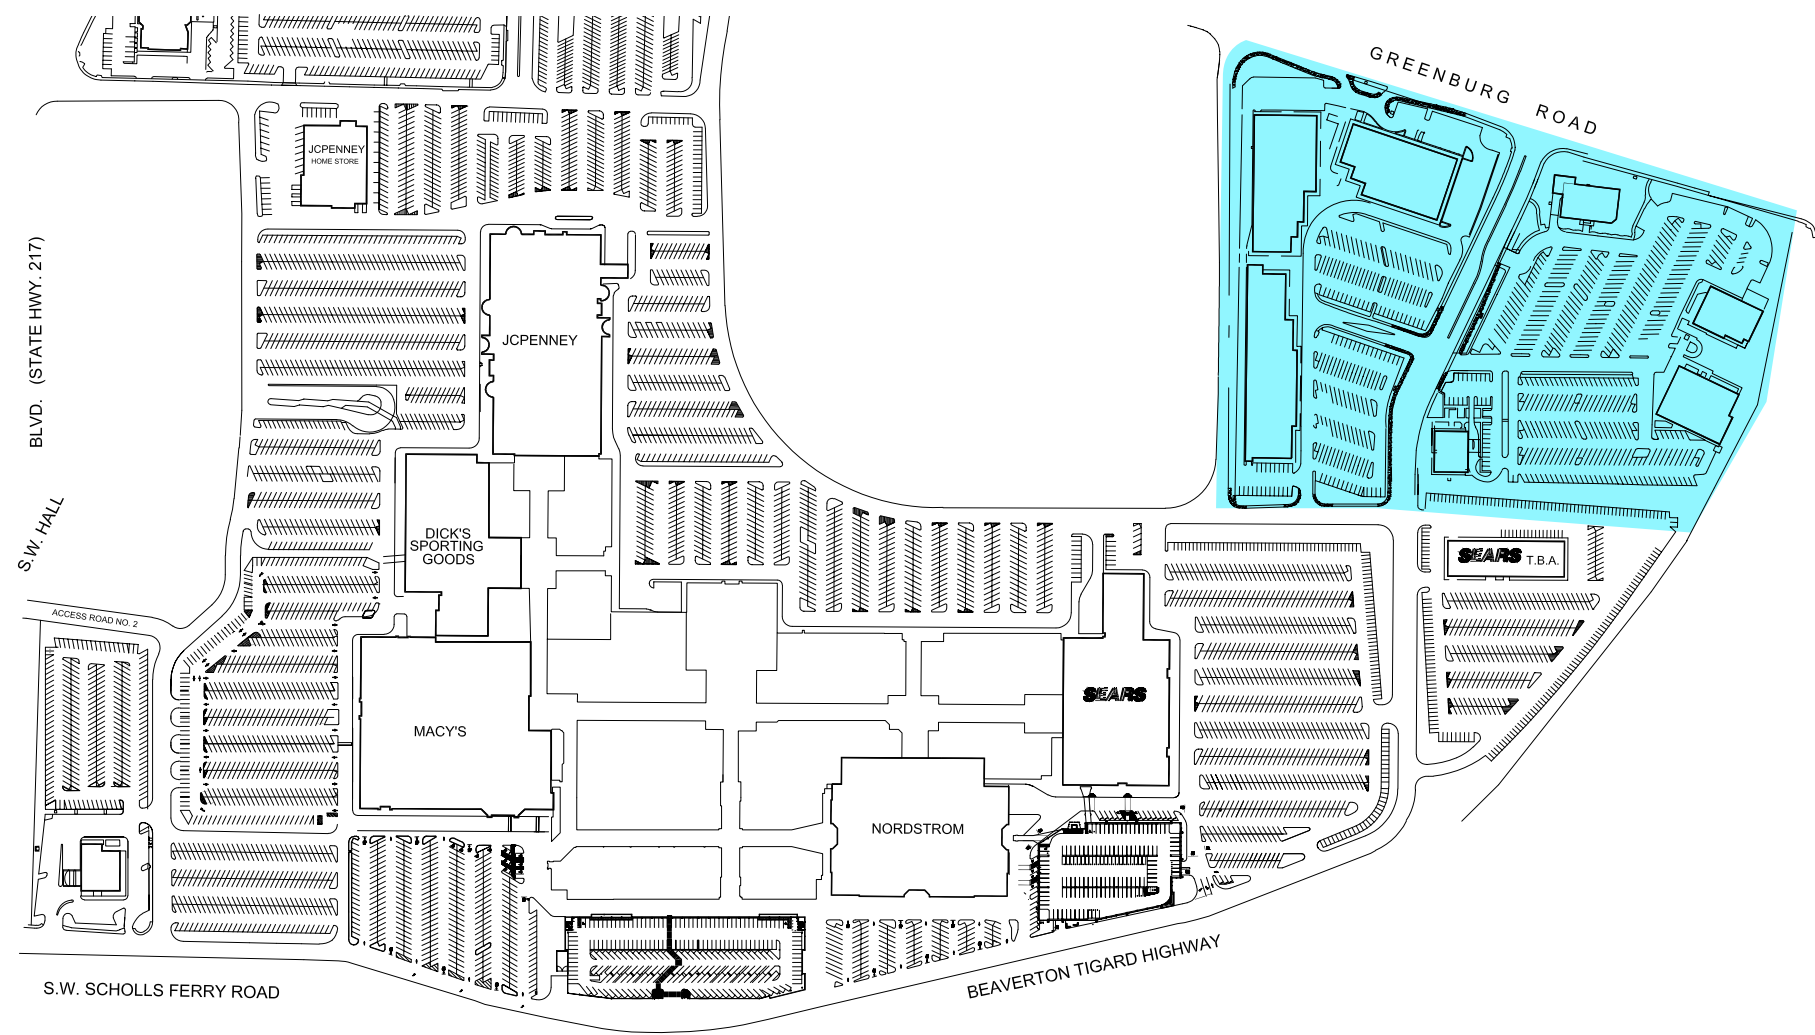 GREENBURG ROAD
JCPENNEY
HOME STORE
BLVD. (STATE HWY. 217)
S.W. HALL
JCPENNEY
DICK'S
SPORTING
GOODS
SEARS T.B.A.
ACCESS ROAD NO. 2
SEARS
MACY'S
NORDSTROM
S.W. SCHOLLS FERRY ROAD
BEAVERTON TIGARD HIGHWAY